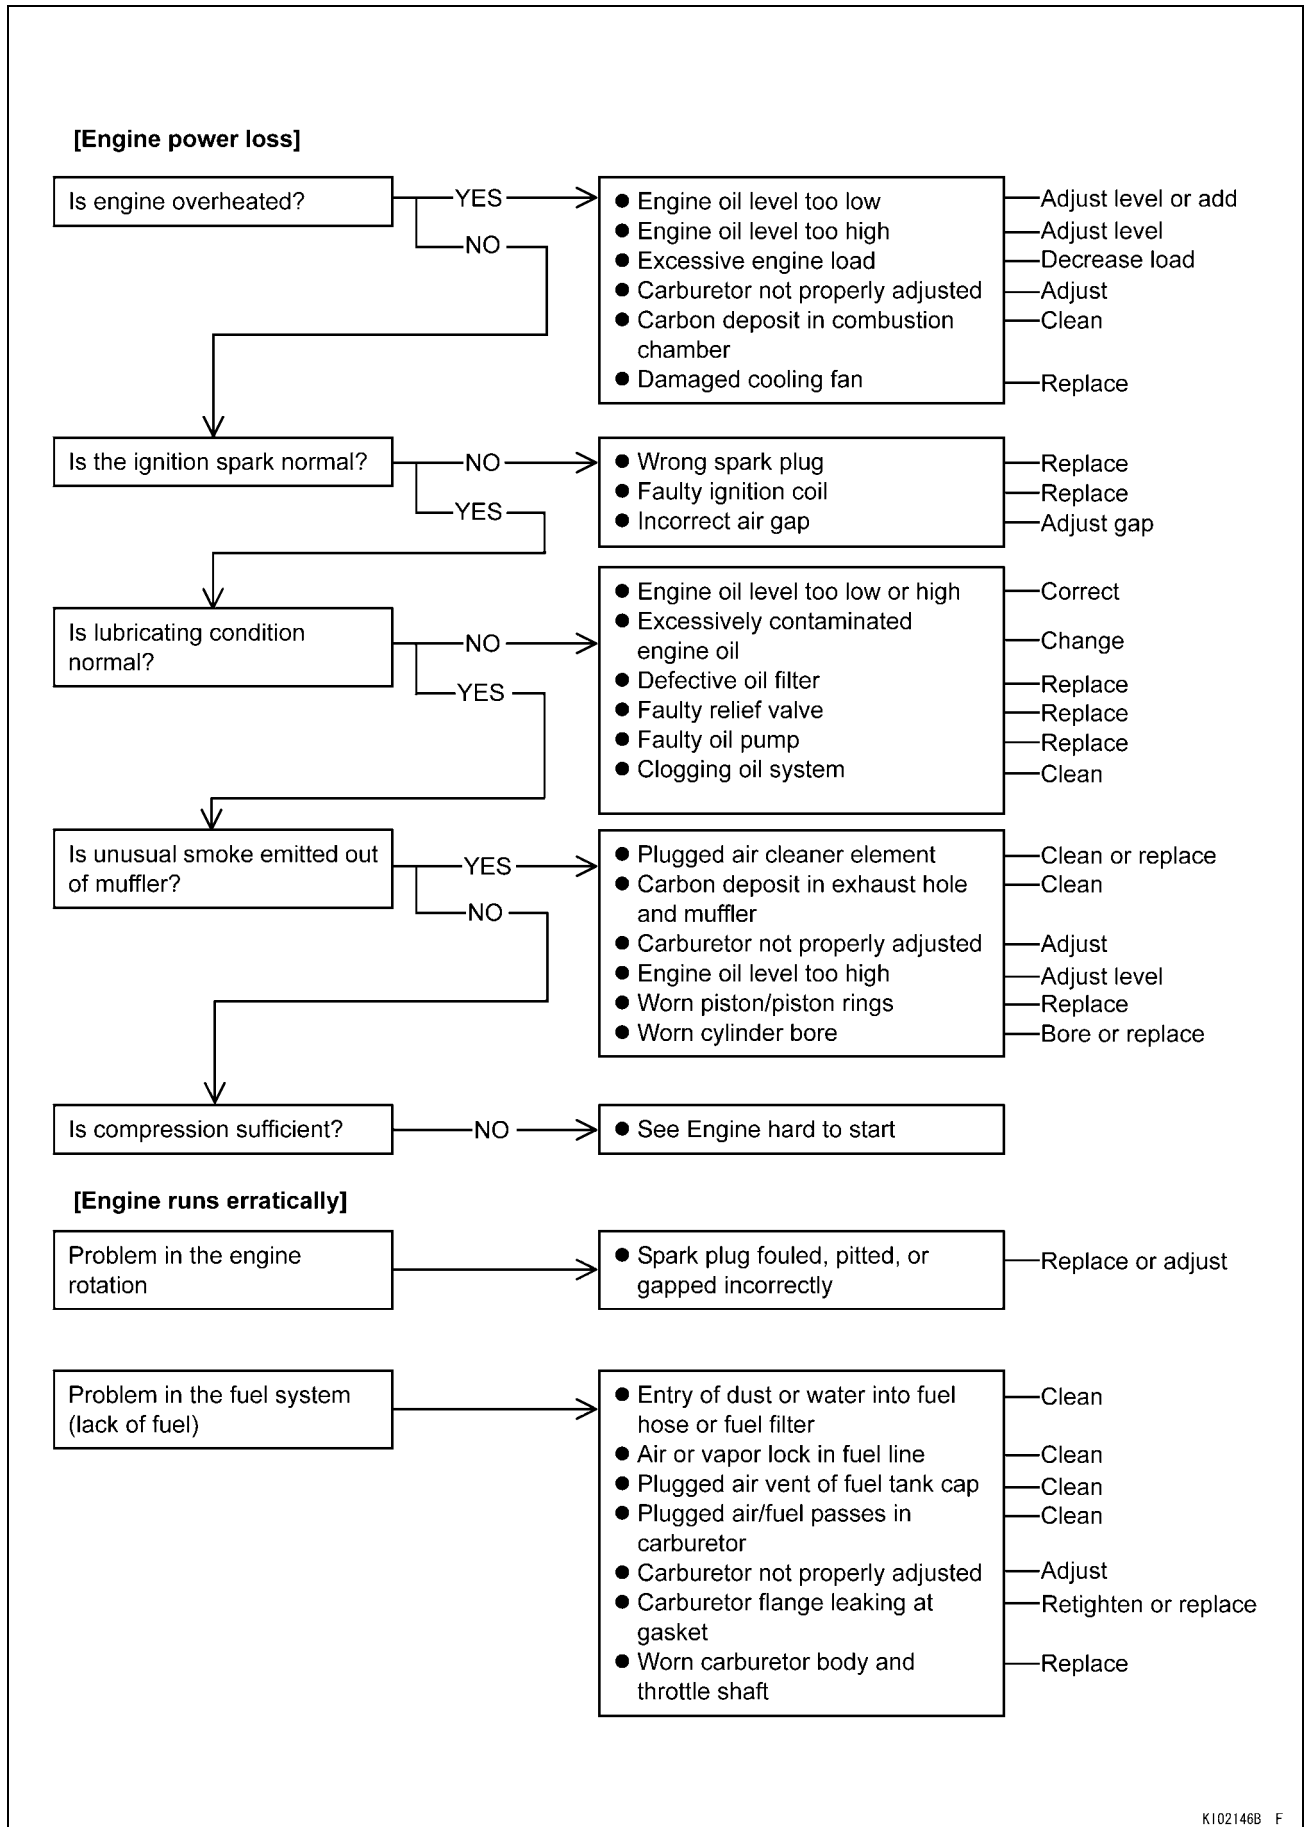 [Engine power loss]
Is engine overheated?
YES
NO
● Engine oil level too low
● Engine oil level too high
● Excessive engine load
● Carburetor not properly adjusted
● Carbon deposit in combustion
chamber
● Damaged cooling fan
Adjust level or add
Adjust level
Decrease load
Adjust
Clean
Replace
Is the ignition spark normal?
NO
YES
● Wrong spark plug
● Faulty ignition coil
● Incorrect air gap
Replace
Replace
Adjust gap
Is lubricating condition
normal?
NO
YES
● Engine oil level too low or high
● Excessively contaminated
engine oil
● Defective oil filter
● Faulty relief valve
● Faulty oil pump
● Clogging oil system
Correct
Change
Replace
Replace
Replace
Clean
Is unusual smoke emitted out
of muffler?
YES
NO
● Plugged air cleaner element
● Carbon deposit in exhaust hole
and muffler
● Carburetor not properly adjusted
● Engine oil level too high
● Worn piston/piston rings
● Worn cylinder bore
Clean or replace
Clean
Adjust
Adjust level
Replace
Bore or replace
Is compression sufficient?
NO
● See Engine hard to start
[Engine runs erratically]
Problem in the engine
rotation
● Spark plug fouled, pitted, or
gapped incorrectly
Replace or adjust
Problem in the fuel system
(lack of fuel)
● Entry of dust or water into fuel
hose or fuel filter
● Air or vapor lock in fuel line
● Plugged air vent of fuel tank cap
● Plugged air/fuel passes in
carburetor
● Carburetor not properly adjusted
● Carburetor flange leaking at
gasket
● Worn carburetor body and
throttle shaft
Clean
Clean
Clean
Clean
Adjust
Retighten or replace
Replace
KI02146B F